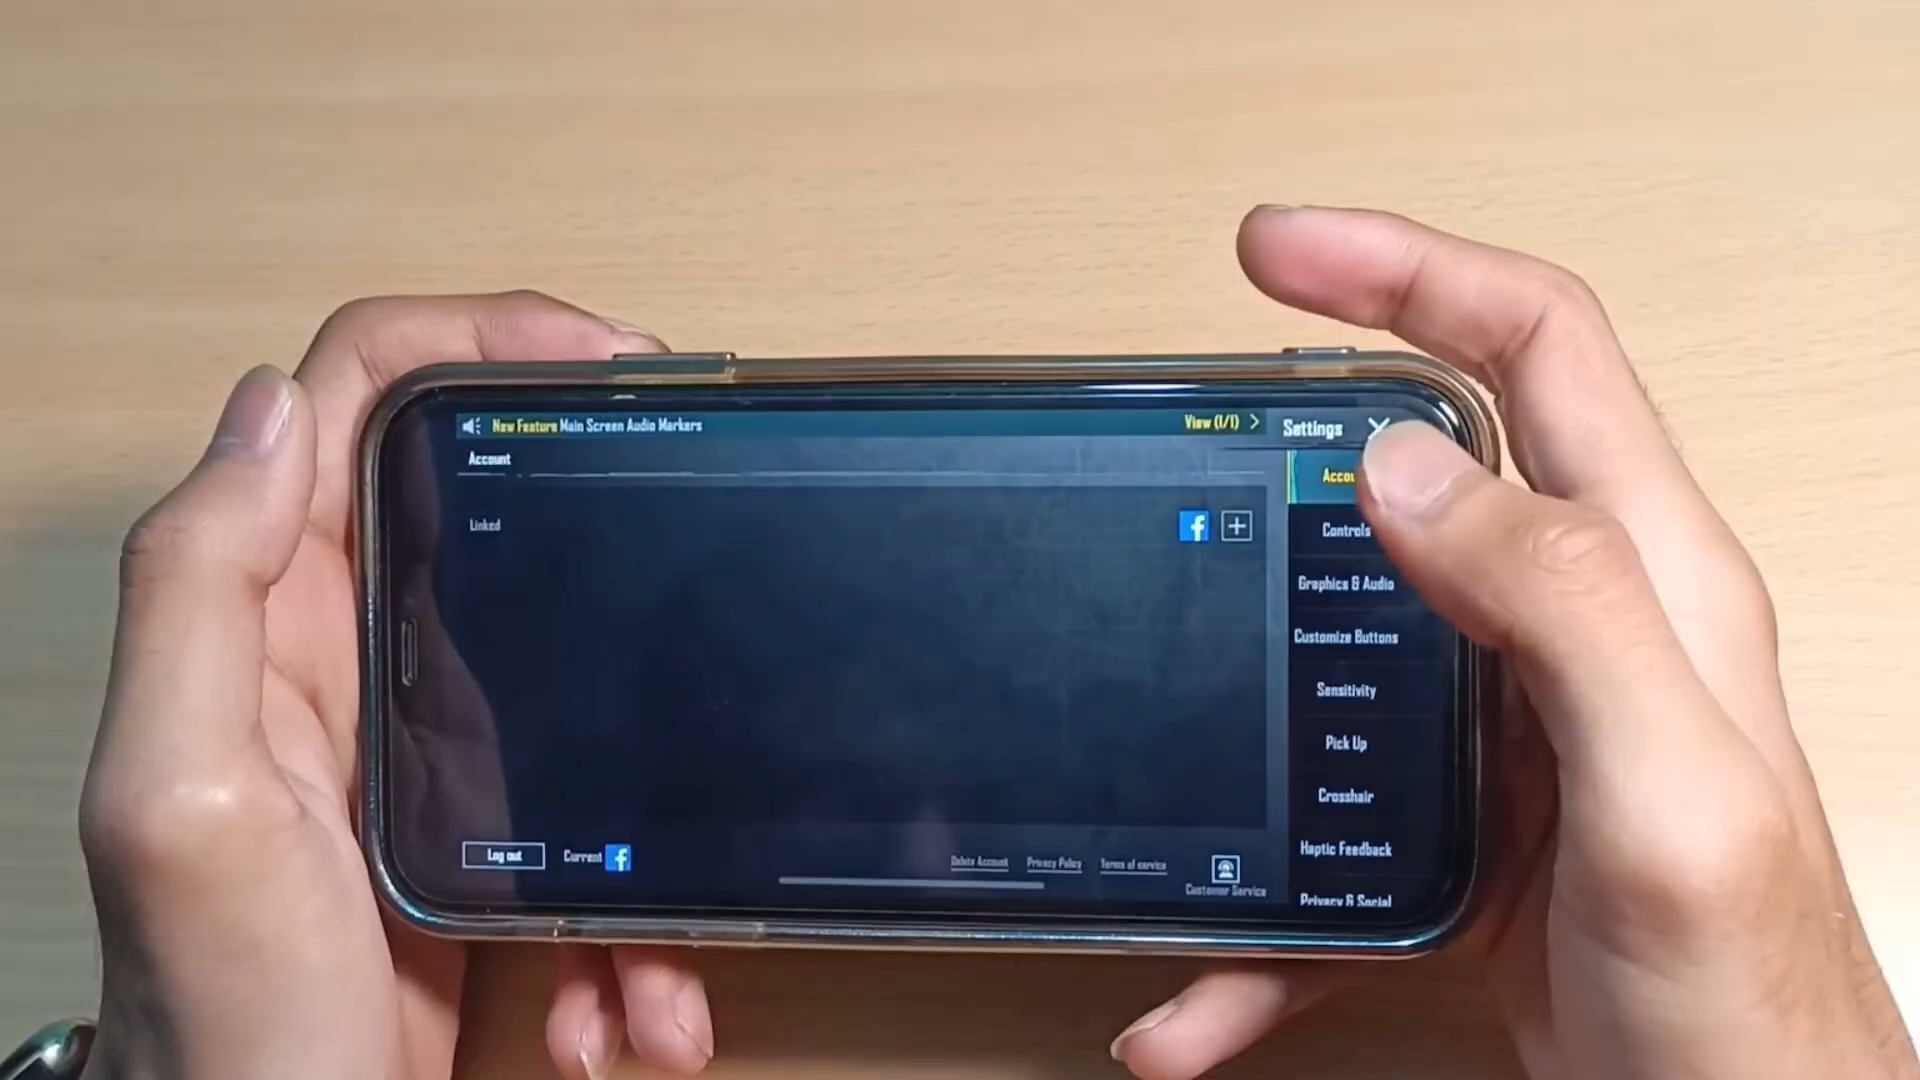 New Feature Main Screen Audio Markers
View (1/1) >
Settings
Account
Linked
Controls
Graphics & Audio
Customize Buttons
Sensitivity
Pick Up
Crosshair
Haptic Feedback
Privacy & Social
Log out
Current
Delete Account
Privacy Policy
Terms of service
Customer Service